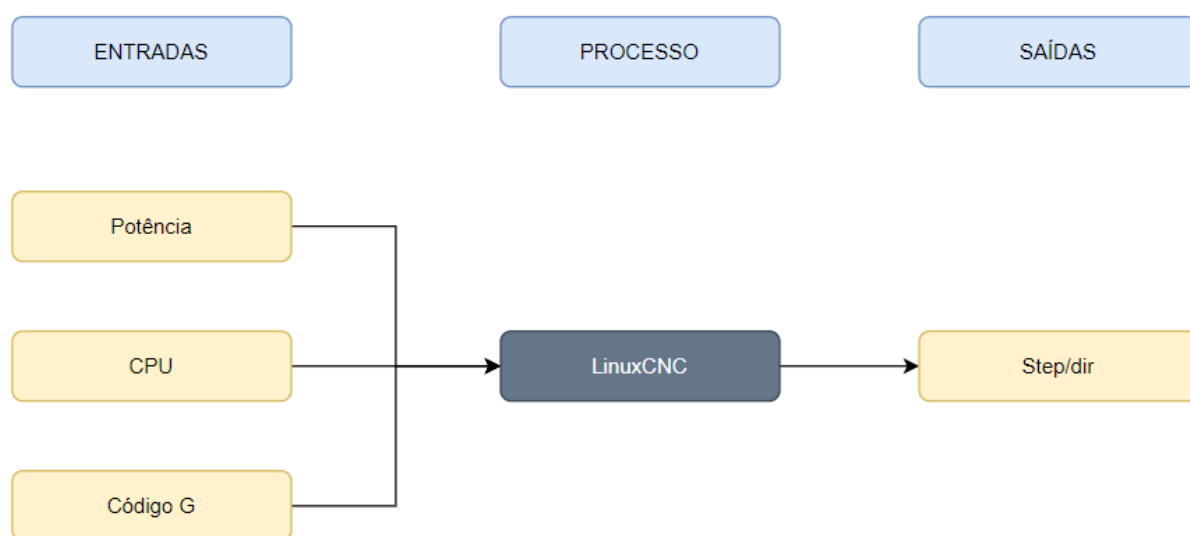 ENTRADAS
PROCESSO
SAÍDAS
Potência
CPU
LinuxCNC
Step/dir
Código G